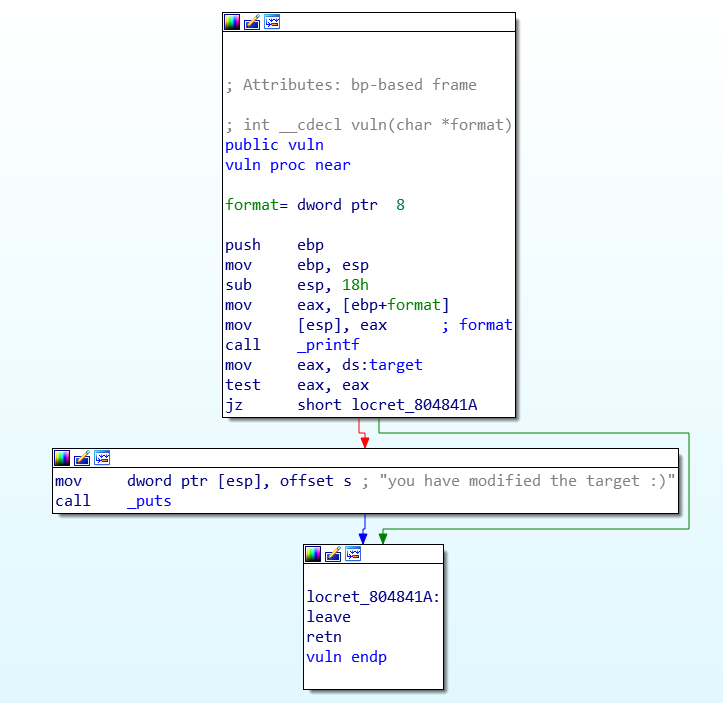 ; Attributes: bp-based frame
; int __cdecl vuln(char *format)
public vuln
vuln proc near
format= dword ptr  8
push    ebp
mov     ebp, esp
sub     esp, 18h
mov     eax, [ebp+format]
mov     [esp], eax      ; format
call    _printf
mov     eax, ds:target
test    eax, eax
jz      short locret_804841A
mov     dword ptr [esp], offset s ; "you have modified the target :)"
call    _puts
locret_804841A:
leave
retn
vuln endp